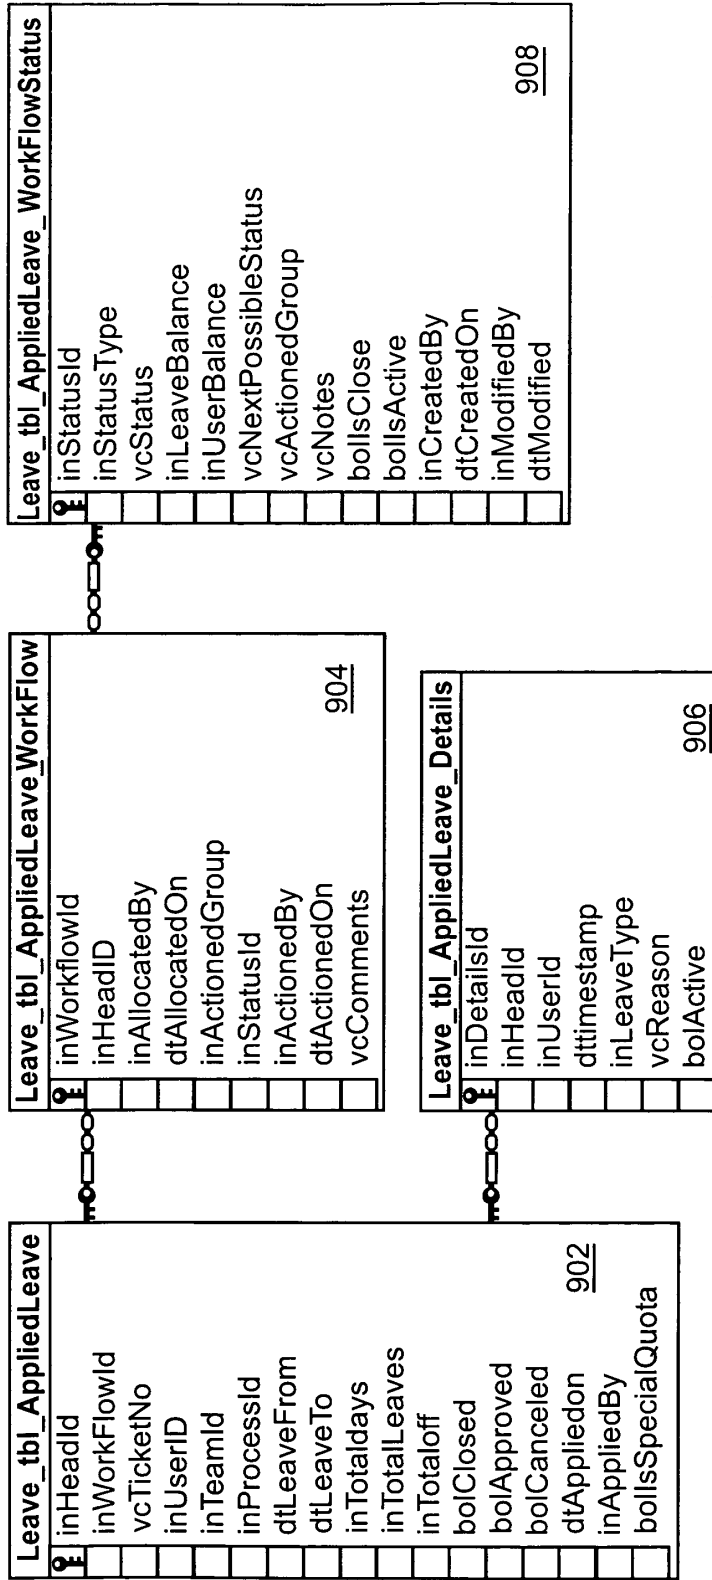 Leave_tbl_AppliedLeave
inHeadId
inWorkFlowId
vcTicketNo
inUserID
inTeamId
inProcessId
dtLeaveFrom
dtLeaveTo
inTotaldays
inTotalLeaves
inTotaloff
bolClosed
bolApproved
bolCanceled
dtAppliedon
inAppliedBy
bolIsSpecialQuota
902
Leave_tbl_AppliedLeave_WorkFlow
inWorkflowId
inHeadID
inAllocatedBy
dtAllocatedOn
inActionedGroup
inStatusId
inActionedBy
dtActionedOn
vcComments
904
Leave_tbl_AppliedLeave_Details
inDetailsId
inHeadId
inUserId
dttimestamp
inLeaveType
vcReason
bolActive
906
Leave_tbl_AppliedLeave_WorkFlowStatus
inStatusId
inStatusType
vcStatus
inLeaveBalance
inUserBalance
vcNextPossibleStatus
vcActionedGroup
vcNotes
bolIsClose
bolIsActive
inCreatedBy
dtCreatedOn
inModifiedBy
dtModified
908